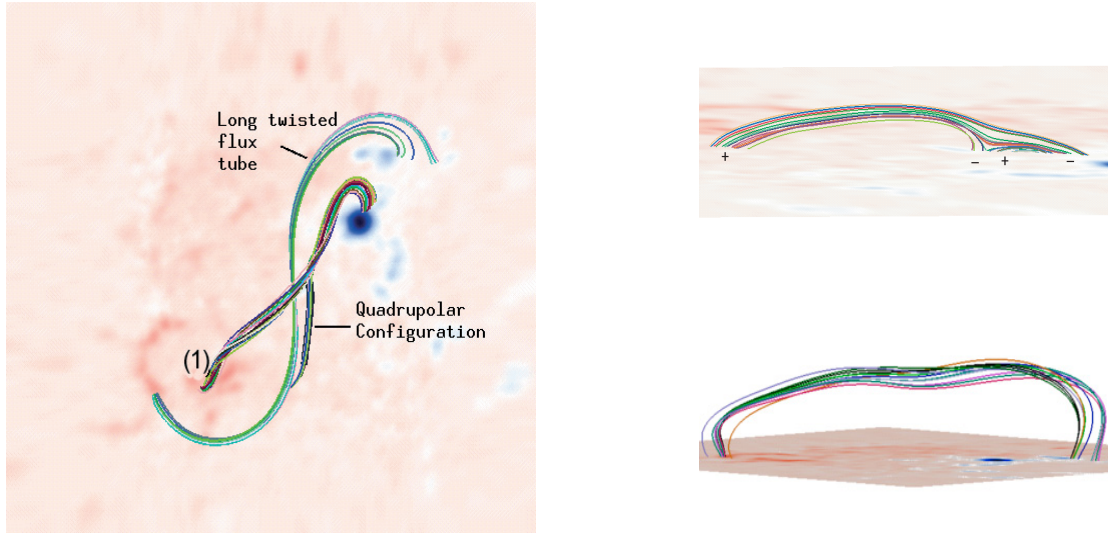 Long twisted
flux
tube
Quadrupolar
Configuration
(1)
+ − + −